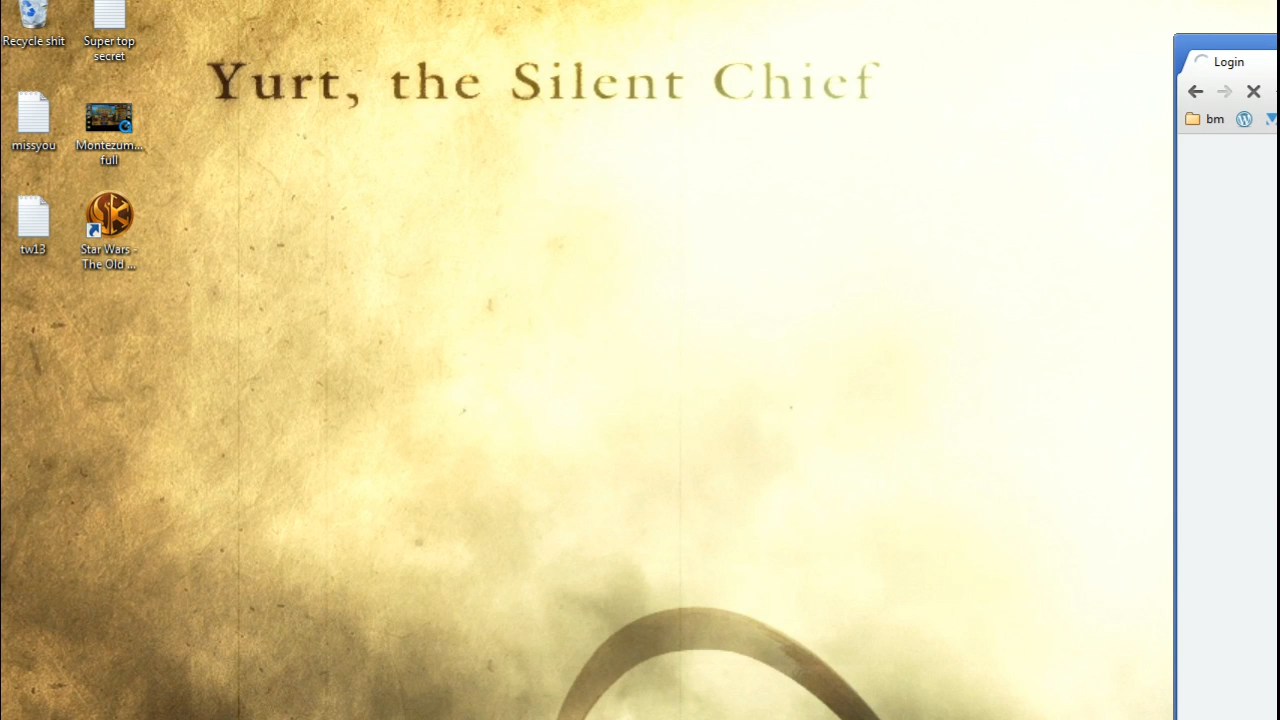 Yurt, the Silent Chief
Recycle shit
Super top
secret
missyou
Montezum...
full
tw13
Star Wars -
The Old ...
Login
bm